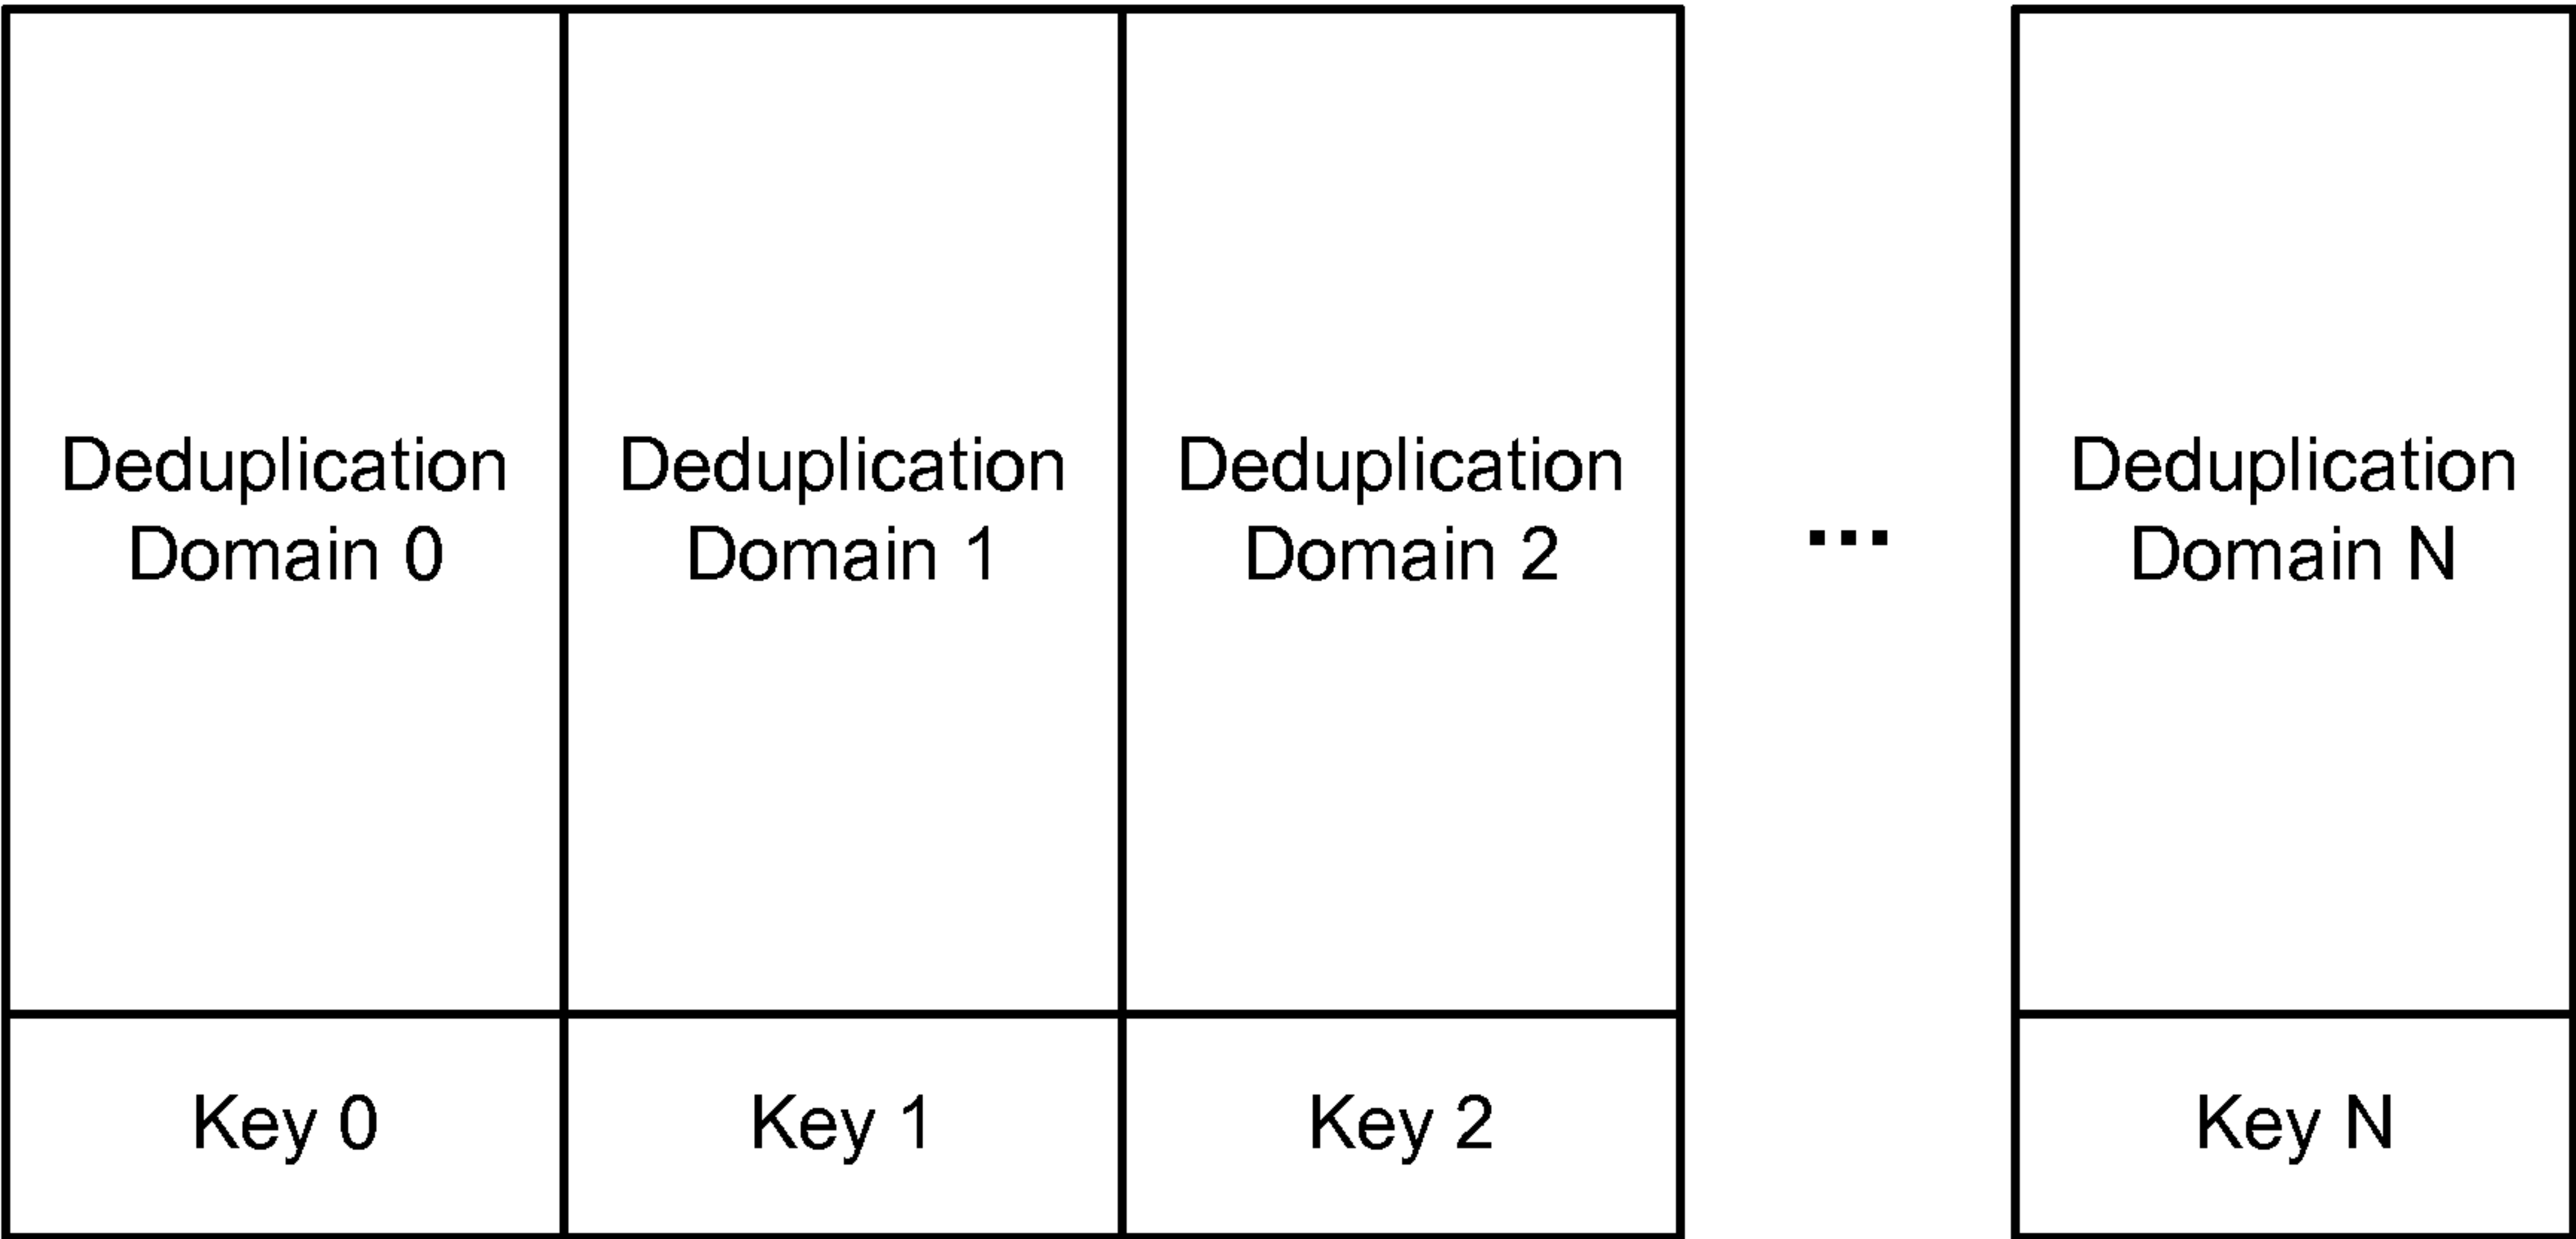 Deduplication
Domain 0
Deduplication
Domain 1
Deduplication
Domain 2
...
Deduplication
Domain N
Key 0
Key 1
Key 2
Key N